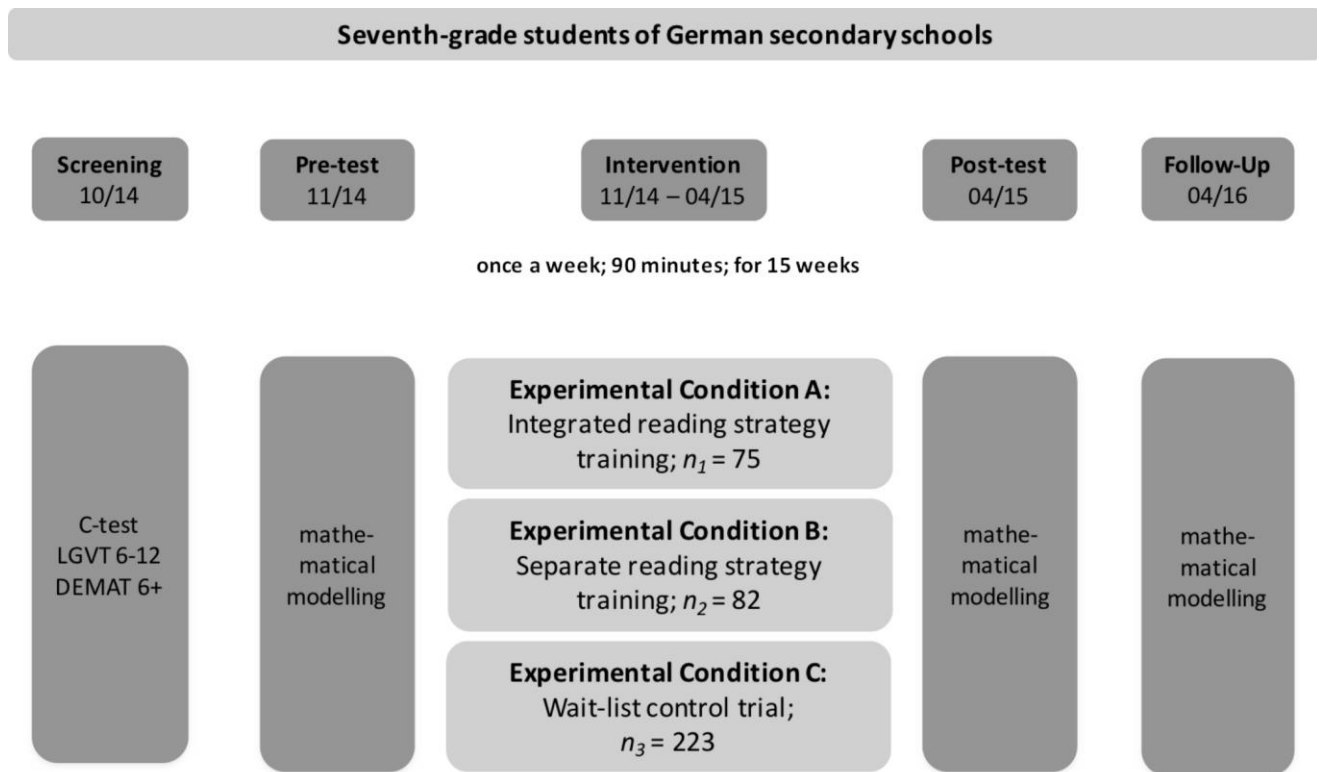 Seventh-grade students of German secondary schools
Screening
10/14
Pre-test
11/14
Intervention
11/14 – 04/15
Post-test
04/15
Follow-Up
04/16
once a week; 90 minutes; for 15 weeks
C-test
LGVT 6-12
DEMAT 6+
mathe-
matical
modelling
Experimental Condition A:
Integrated reading strategy
training; n1 = 75
Experimental Condition B:
Separate reading strategy
training; n2 = 82
Experimental Condition C:
Wait-list control trial;
n3 = 223
mathe-
matical
modelling
mathe-
matical
modelling